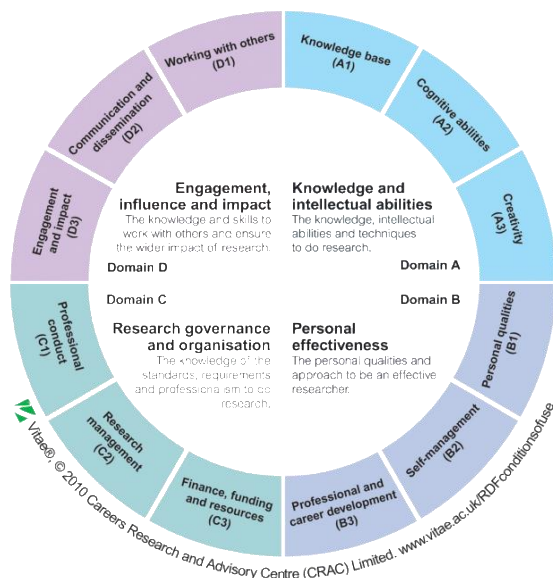 Working with others
(D1)
Knowledge base
(A1)
Communication and
dissemination
(D2)
Cognitive abilities
(A2)
Engagement
and impact
(D3)
Creativity
(A3)
Engagement,
influence and impact
The knowledge and skills to
work with others and ensure
the wider impact of research.
Domain D
Knowledge and
intellectual abilities
The knowledge, intellectual
abilities and techniques
to do research.
Domain A
Domain C
Research governance
and organisation
The knowledge of the
standards, requirements
and professionalism to do
research.
Domain B
Personal
effectiveness
The personal qualities and
approach to be an effective
researcher.
Professional
conduct
(C1)
Personal qualities
(B1)
Research
management
(C2)
Self-management
(B2)
Finance, funding
and resources
(C3)
Professional and
career development
(B3)
Vitae®, © 2010 Careers Research and Advisory Centre (CRAC) Limited. www.vitae.ac.uk/RDFconditionsofuse